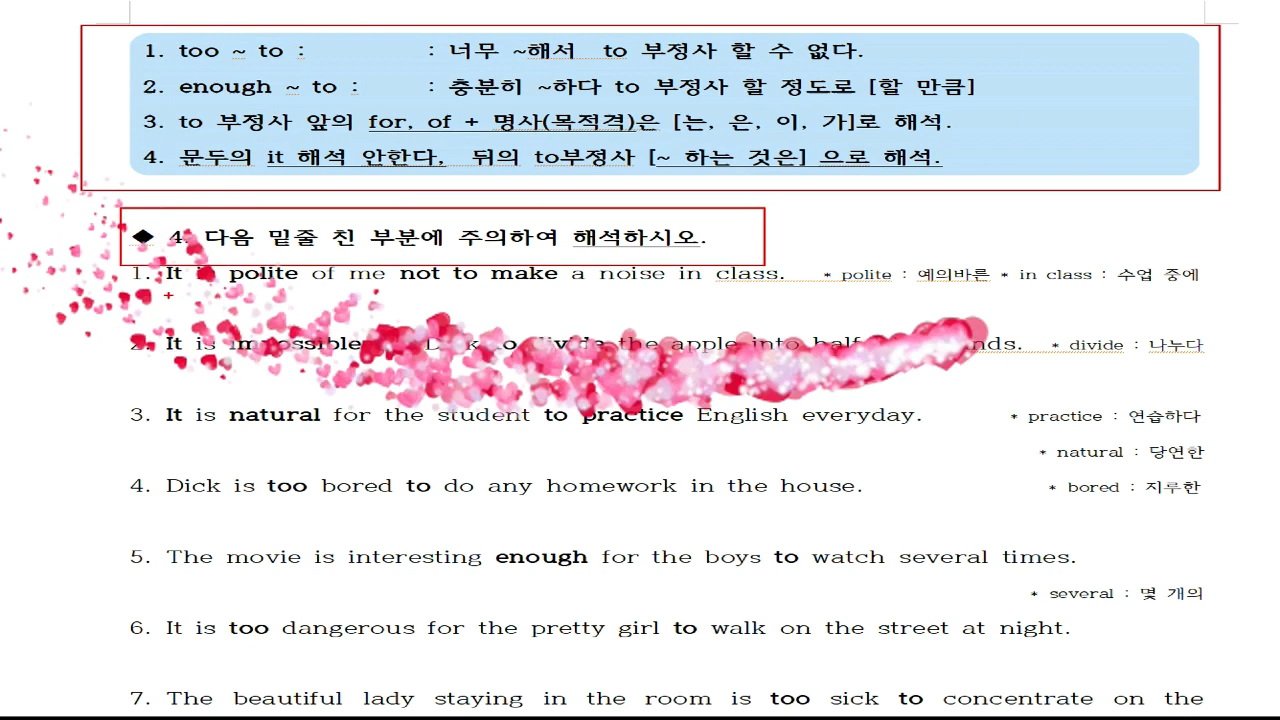 1. too ~ to : : 너무 ~해서 to 부정사 할 수 없다.
2. enough ~ to : : 충분히 ~하다 to 부정사 할 정도로 [할 만큼]
3. to 부정사 앞의 for, of + 명사(목적격)은 [는, 은, 이, 가]로 해석.
4. 문두의 it 해석 안한다, 뒤의 to부정사 [~ 하는 것은] 으로 해석.
◆ 4. 다음 밑줄 친 부분에 주의하여 해석하시오.
1. It is polite of me not to make a noise in class. * polite : 예의바른 * in class : 수업 중에
2. It is impossible Dick to divide the apple into half nds. * divide : 나누다
3. It is natural for the student to practice English everyday. * practice : 연습하다
* natural : 당연한
4. Dick is too bored to do any homework in the house. * bored : 지루한
5. The movie is interesting enough for the boys to watch several times.
* several : 몇 개의
6. It is too dangerous for the pretty girl to walk on the street at night.
7. The beautiful lady staying in the room is too sick to concentrate on the